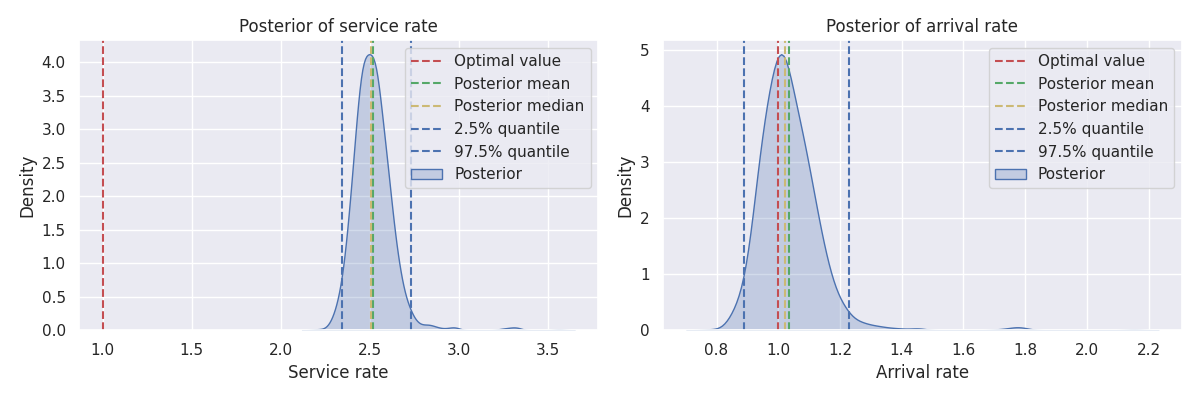 Posterior of service rate
Density
4.0
3.5
3.0
2.5
2.0
1.5
1.0
0.5
0.0
Optimal value
Posterior mean
Posterior median
2.5% quantile
97.5% quantile
Posterior
1.0 1.5 2.0 2.5 3.0 3.5
Service rate
Posterior of arrival rate
Density
5
4
3
2
1
0
Optimal value
Posterior mean
Posterior median
2.5% quantile
97.5% quantile
Posterior
0.8 1.0 1.2 1.4 1.6 1.8 2.0 2.2
Arrival rate